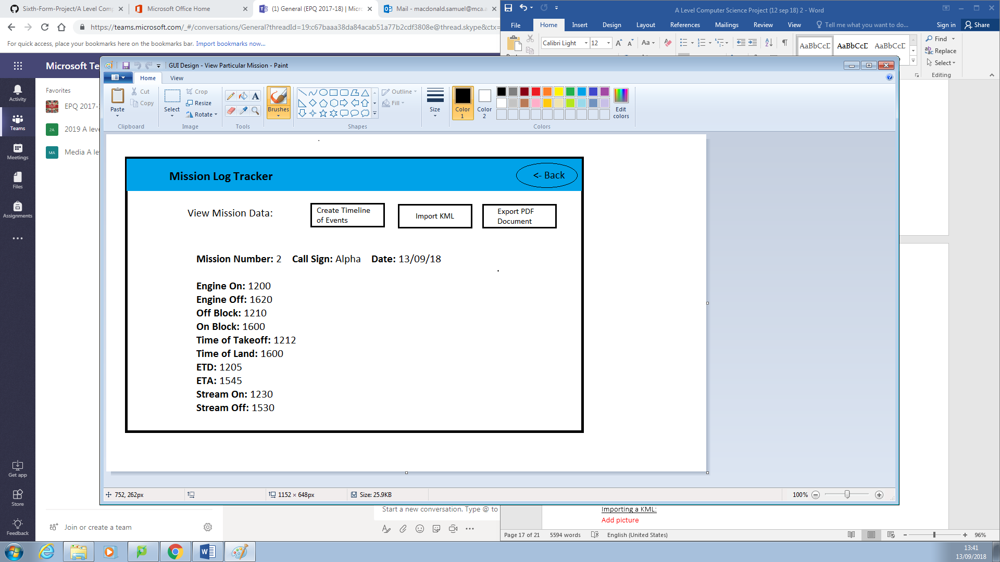 Sixth-Form-Project/A Level Comp
Microsoft Office Home
(1) General (EPQ 2017-18) | Micro
Mail - macdonald.samuel@mca.a
https://teams.microsoft.com/_#/conversations/General?threadId=19:c67baaa38da84acab51a77b2cdf3808e@thread.skype&ctx=
For quick access, place your bookmarks here on the bookmarks bar. Import bookmarks now...
A Level Computer Science Project (12 sep 18) 2 - Word
File Home Insert Design Layout References Mailings Review View Tell me what you want to do... Sign in Share
Calibri Light 12
Aa
AaBbCcD AaBbCcD AaBbCcD
Find
Replace
Select
Editing
Microsoft Te
Activity
Teams
Meetings
Files
Assignments
Get app
Store
Feedback
Favorites
EPQ 2017-
2A 2019 A leve
MA Media A le
Join or create a team
GUI Design - View Particular Mission - Paint
Home View
Paste
Cut
Copy
Clipboard
Select
Crop
Resize
Rotate
Image
Tools
Brushes
Outline
Fill
Shapes
Size
Color 1
Color 2
Edit colors
Colors
Mission Log Tracker
<- Back
View Mission Data:
Create Timeline
of Events
Import KML
Export PDF
Document
Mission Number: 2 Call Sign: Alpha Date: 13/09/18
Engine On: 1200
Engine Off: 1620
Off Block: 1210
On Block: 1600
Time of Takeoff: 1212
Time of Land: 1600
ETD: 1205
ETA: 1545
Stream On: 1230
Stream Off: 1530
752, 262px
1152 × 648px
Size: 25.9KB
100%
Start a new conversation. Type @ to
Importing a KML:
Add picture
Page 17 of 21 5594 words English (United States)
96%
13:41
13/09/2018